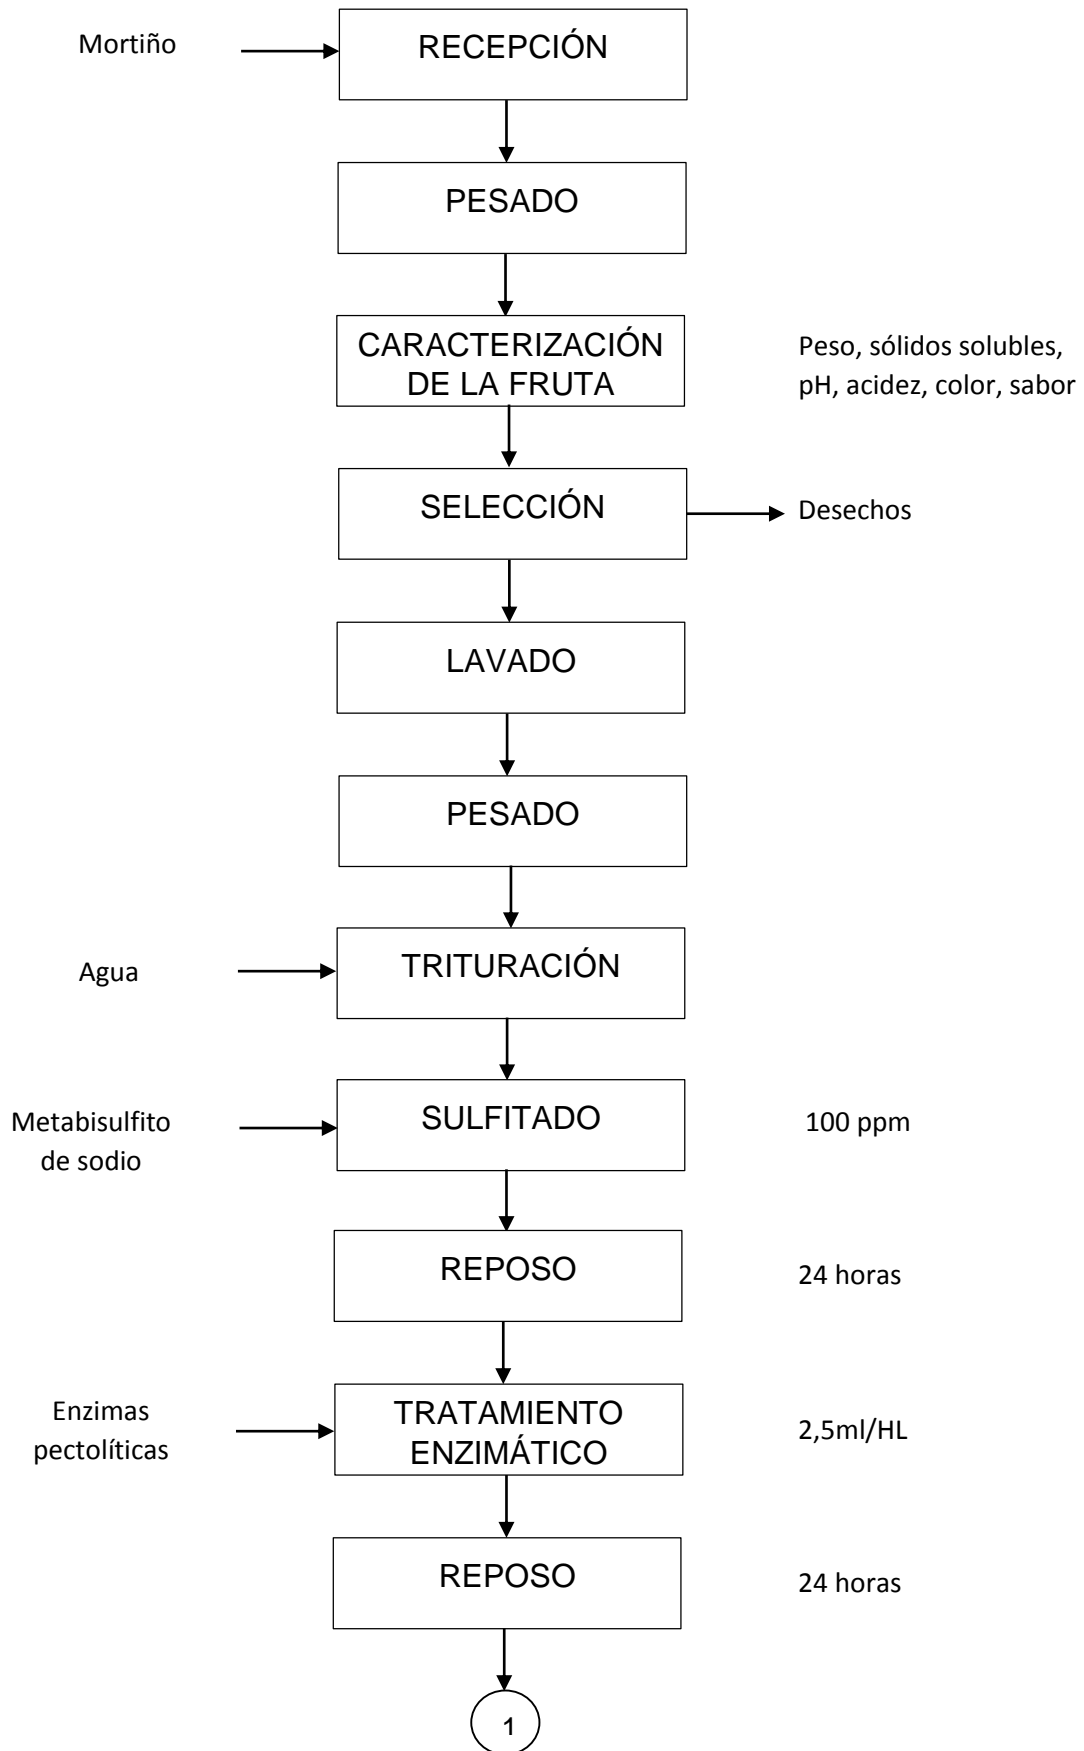 Mortiño
RECEPCIÓN
PESADO
CARACTERIZACIÓN
DE LA FRUTA
Peso, sólidos solubles,
pH, acidez, color, sabor
SELECCIÓN
Desechos
LAVADO
PESADO
Agua
TRITURACIÓN
Metabisulfito
de sodio
SULFITADO
100 ppm
REPOSO
24 horas
Enzimas
pectolíticas
TRATAMIENTO
ENZIMÁTICO
2,5ml/HL
REPOSO
24 horas
1